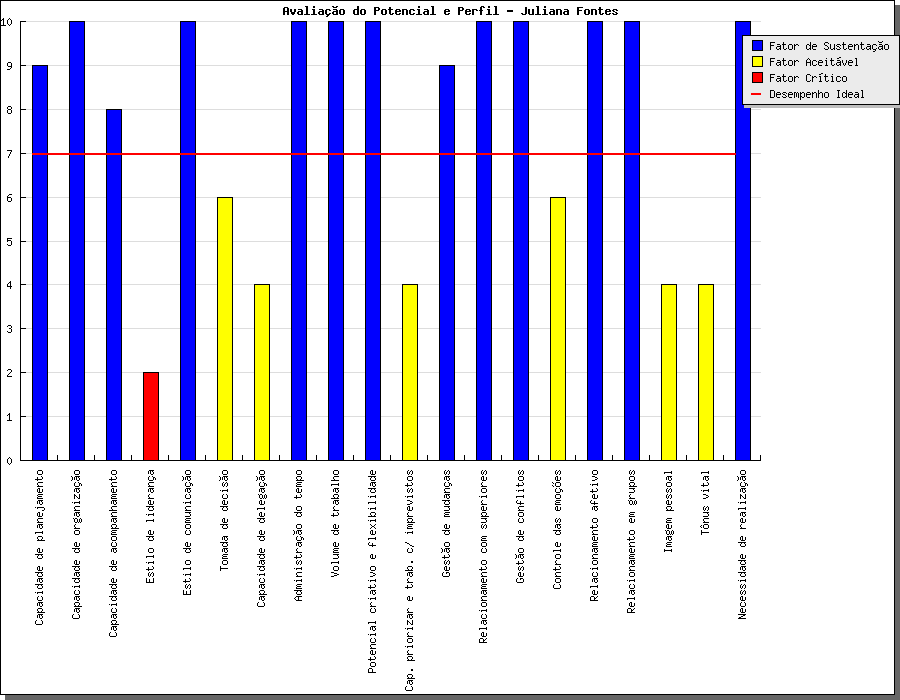 Avaliação do Potencial e Perfil - Juliana Fontes
Fator de Sustentação
Fator Aceitável
Fator Crítico
Desempenho Ideal
10
9
8
7
6
5
4
3
2
1
0
Capacidade de planejamento
Capacidade de organização
Capacidade de acompanhamento
Estilo de liderança
Estilo de comunicação
Tomada de decisão
Capacidade de delegação
Administração do tempo
Volume de trabalho
Potencial criativo e flexibilidade
Cap. priorizar e trab. c/ imprevistos
Gestão de mudanças
Relacionamento com superiores
Gestão de conflitos
Controle das emoções
Relacionamento afetivo
Relacionamento em grupos
Imagem pessoal
Tônus vital
Necessidade de realização